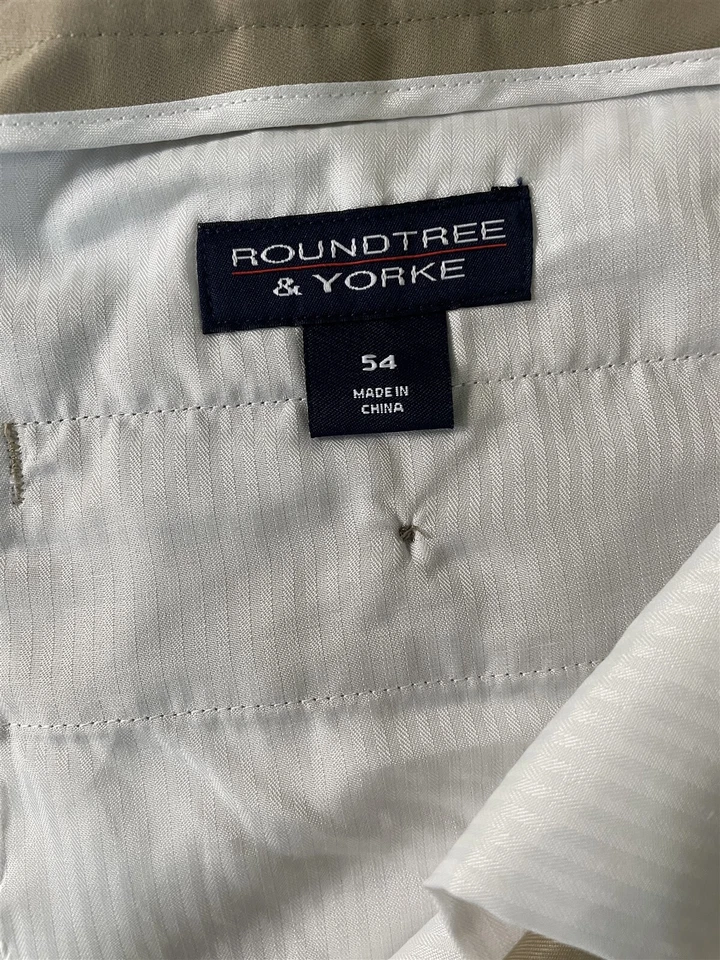 ROUNDTREE
& YORKE
54
MADE IN
CHINA